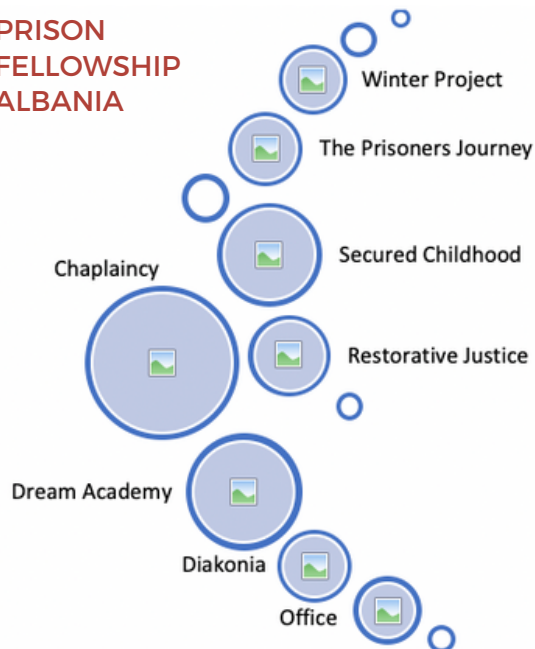 PRISON
FELLOWSHIP
ALBANIA
Winter Project
The Prisoners Journey
Secured Childhood
Chaplaincy
Restorative Justice
Dream Academy
Diakonia
Office